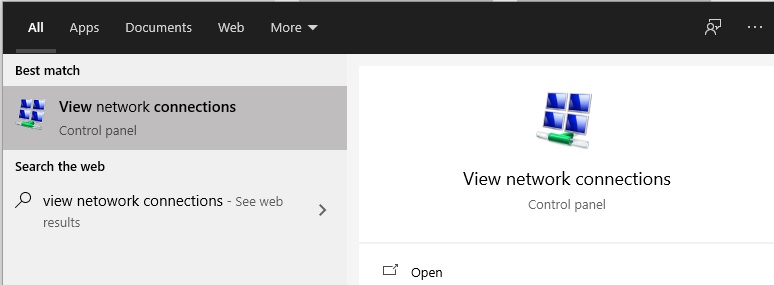 All Apps Documents Web More
Best match
View network connections
Control panel
Search the web
view netowork connections - See web
results
View network connections
Control panel
Open